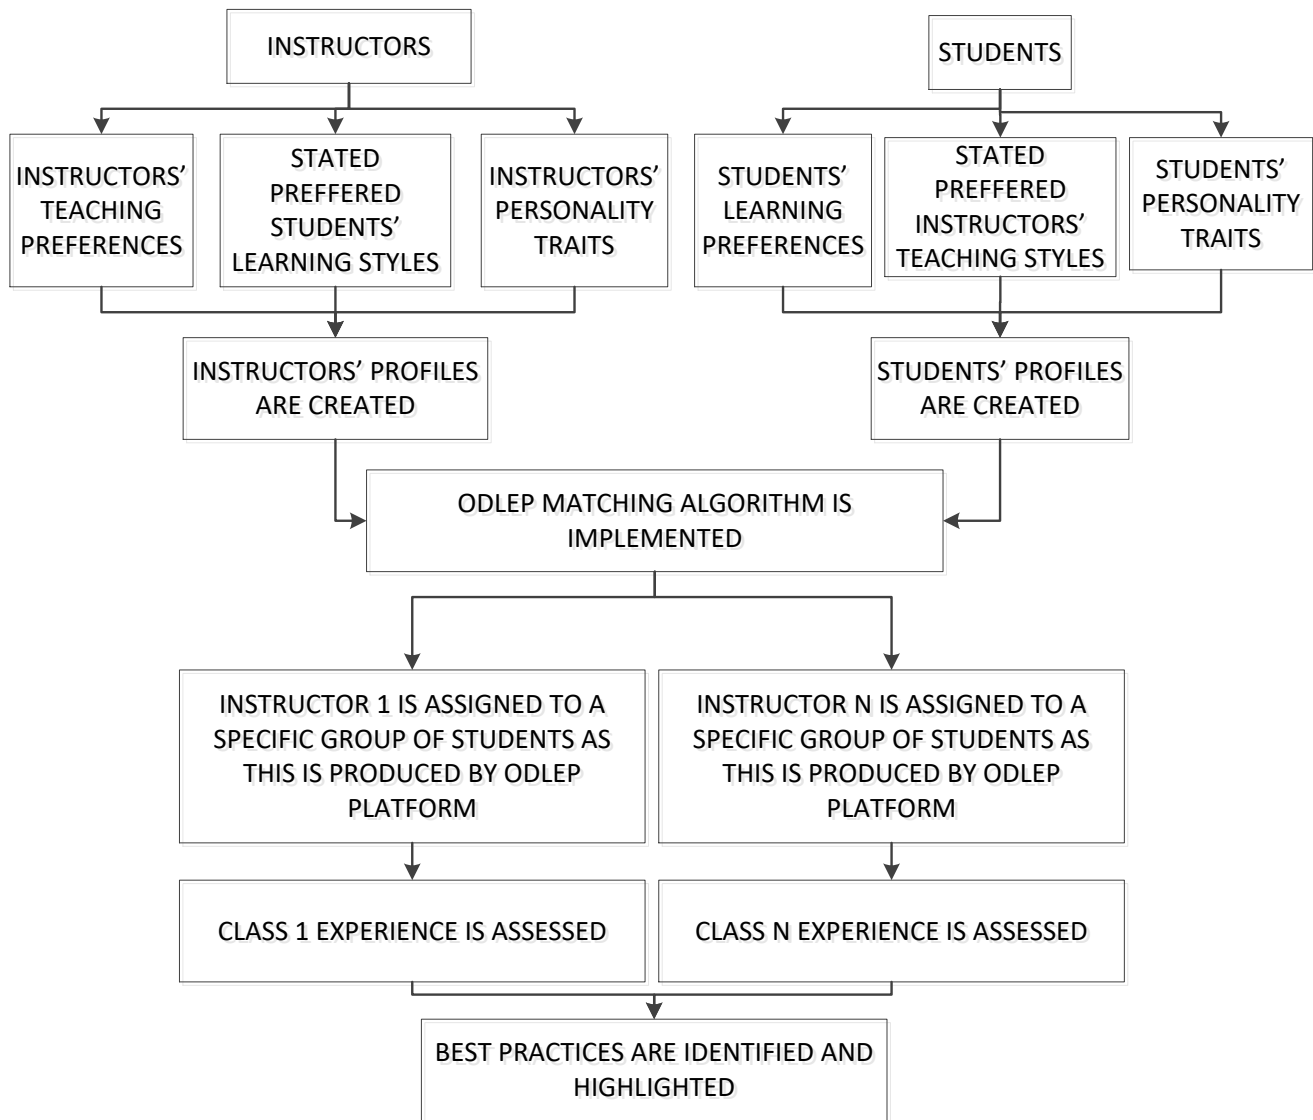 INSTRUCTORS
STUDENTS
INSTRUCTORS’
TEACHING
PREFERENCES
STATED
PREFFERED
STUDENTS’
LEARNING STYLES
INSTRUCTORS’
PERSONALITY
TRAITS
STUDENTS’
LEARNING
PREFERENCES
STATED
PREFFERED
INSTRUCTORS’
TEACHING STYLES
STUDENTS’
PERSONALITY
TRAITS
INSTRUCTORS’ PROFILES
ARE CREATED
STUDENTS’ PROFILES
ARE CREATED
ODLEP MATCHING ALGORITHM IS
IMPLEMENTED
INSTRUCTOR 1 IS ASSIGNED TO A
SPECIFIC GROUP OF STUDENTS AS
THIS IS PRODUCED BY ODLEP
PLATFORM
INSTRUCTOR N IS ASSIGNED TO A
SPECIFIC GROUP OF STUDENTS AS
THIS IS PRODUCED BY ODLEP
PLATFORM
CLASS 1 EXPERIENCE IS ASSESSED
CLASS N EXPERIENCE IS ASSESSED
BEST PRACTICES ARE IDENTIFIED AND
HIGHLIGHTED